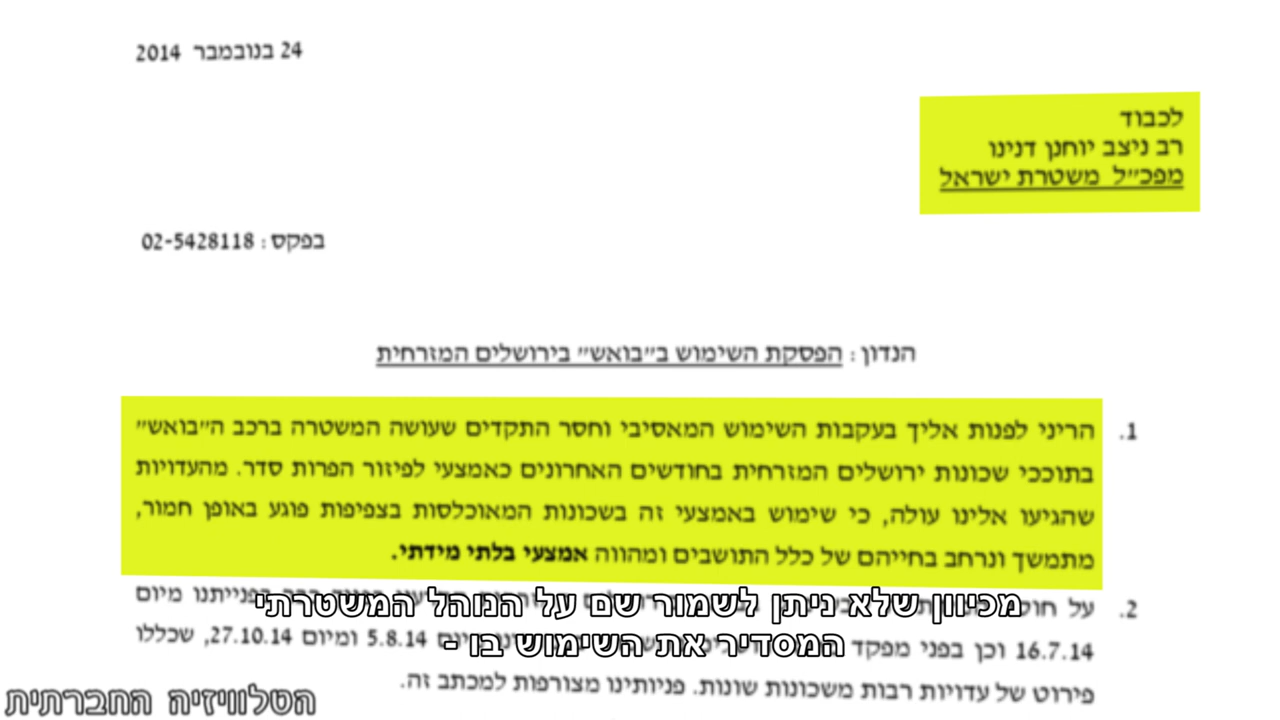 24 בנובמבר 2014
לכבוד
רב ניצב יוחנן דנינו
מפכ״ל משטרת ישראל
בפקס: 02-5428118
הנדון: הפסקת השימוש ב״בואש״ בירושלים המזרחית
1. הריני לפנות אליך בעקבות השימוש המאסיבי וחסר התקדים שעושה המשטרה ברכב ה״בואש״
בתוככי שכונות ירושלים המזרחית בחודשים האחרונים כאמצעי לפיזור הפרות סדר. מהעדויות
שהגיעו אלינו עולה, כי שימוש באמצעי זה בשכונות המאוכלסות בצפיפות פוגע באופן חמור,
מתמשך ונרחב בחייהם של כלל התושבים ומהווה אמצעי בלתי מידתי.
2. על מיום
16.7.14 וכן בפני מפקד 5.8.14 ומיום 27.10.14, שכללו
פירוט של עדויות רבות משכונות שונות. פניותינו מצורפות למכתב זה.
מכיוון שלא ניתן לשמור שם על הנוהל המשטרתי
המסדיר את השימוש בו -
הטלוויזיה החברתית